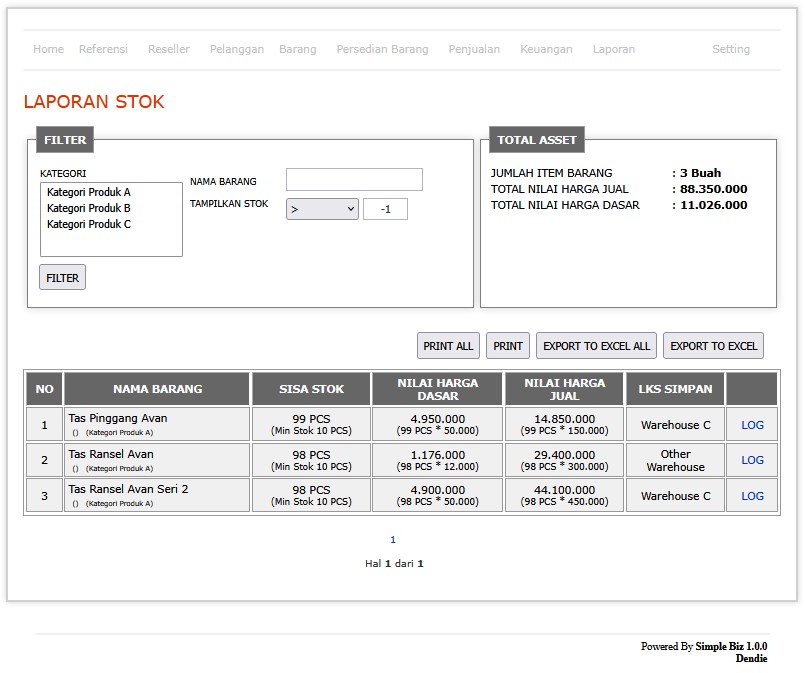 Home Referensi Reseller Pelanggan Barang Persedian Barang Penjualan Keuangan Laporan Setting
LAPORAN STOK
FILTER
KATEGORI
Kategori Produk A
Kategori Produk B
Kategori Produk C
NAMA BARANG
TAMPILKAN STOK > -1
FILTER
TOTAL ASSET
JUMLAH ITEM BARANG : 3 Buah
TOTAL NILAI HARGA JUAL : 88.350.000
TOTAL NILAI HARGA DASAR : 11.026.000
PRINT ALL PRINT EXPORT TO EXCEL ALL EXPORT TO EXCEL
NO NAMA BARANG SISA STOK NILAI HARGA DASAR NILAI HARGA JUAL LKS SIMPAN
1 Tas Pinggang Avan 99 PCS 4.950.000 14.850.000 Warehouse C LOG
() (Kategori Produk A) (Min Stok 10 PCS) (99 PCS * 50.000) (99 PCS * 150.000)
2 Tas Ransel Avan 98 PCS 1.176.000 29.400.000 Other Warehouse LOG
() (Kategori Produk A) (Min Stok 10 PCS) (98 PCS * 12.000) (98 PCS * 300.000)
3 Tas Ransel Avan Seri 2 98 PCS 4.900.000 44.100.000 Warehouse C LOG
() (Kategori Produk A) (Min Stok 10 PCS) (98 PCS * 50.000) (98 PCS * 450.000)
1
Hal 1 dari 1
Powered By Simple Biz 1.0.0
Dendie